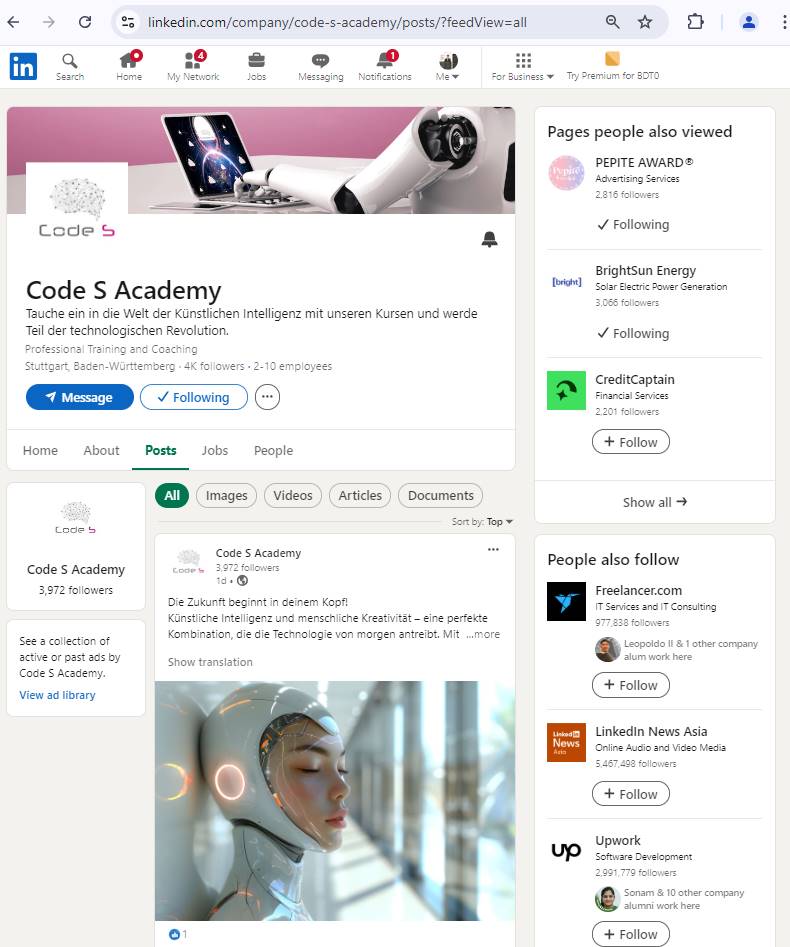 linkedin.com/company/code-s-academy/posts/?feedView=all
in
Search
Home
4
My Network
Jobs
Messaging
1
Notifications
Me
For Business
Try Premium for BDT0
Code S
Code S Academy
Tauche ein in die Welt der Künstlichen Intelligenz mit unseren Kursen und werde
Teil der technologischen Revolution.
Professional Training and Coaching
Stuttgart, Baden-Württemberg · 4K followers · 2-10 employees
Message
Following
Home
About
Posts
Jobs
People
Code S
Code S Academy
3,972 followers
See a collection of
active or past ads by
Code S Academy.
View ad library
All
Images
Videos
Articles
Documents
Sort by: Top
Code S
Code S Academy
3,972 followers
1d •
Die Zukunft beginnt in deinem Kopf!
Künstliche Intelligenz und menschliche Kreativität – eine perfekte
Kombination, die die Technologie von morgen antreibt. Mit ...more
Show translation
1
Pages people also viewed
Pepite
PEPITE AWARD®
Advertising Services
2,816 followers
Following
[bright]
BrightSun Energy
Solar Electric Power Generation
3,066 followers
Following
CreditCaptain
Financial Services
2,201 followers
+ Follow
Show all →
People also follow
Freelancer.com
IT Services and IT Consulting
977,838 followers
Leopoldo II & 1 other company
alum work here
+ Follow
Linked in
News
Asia
LinkedIn News Asia
Online Audio and Video Media
5,467,498 followers
+ Follow
up
Upwork
Software Development
2,991,779 followers
Sonam & 10 other company
alumni work here
+ Follow